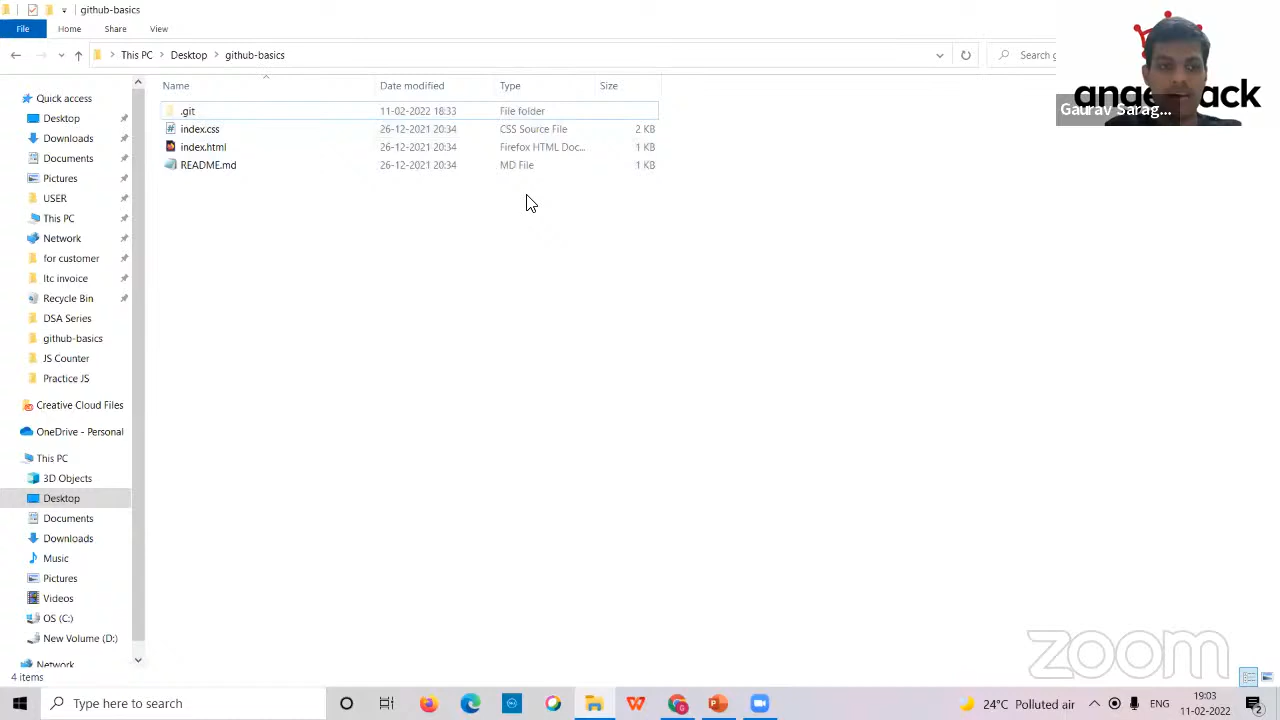 github-basics
File Home Share View
This PC Desktop github-basics Search g
Name Date modified Type Size
.git 11-02-2022 18:33 File folder
index.css 26-12-2021 20:34 CSS Source File 2 KB
index.html 26-12-2021 20:34 Firefox HTML Doc... 1 KB
README.md 26-12-2021 20:34 MD File 1 KB
Quick access
Desktop
Downloads
Documents
Pictures
USER
This PC
Network
for customer
ltc invoice
Recycle Bin
DSA Series
github-basics
JS Counter
Practice JS
Creative Cloud Files
OneDrive - Personal
This PC
3D Objects
Desktop
Documents
Downloads
Music
Pictures
Videos
OS (C:)
New Volume (D:)
Network
4 items
Gaurav Sarag...
zoom
Type here to search
24°C Polluted air
ENG
19:03
11-02-2022
2